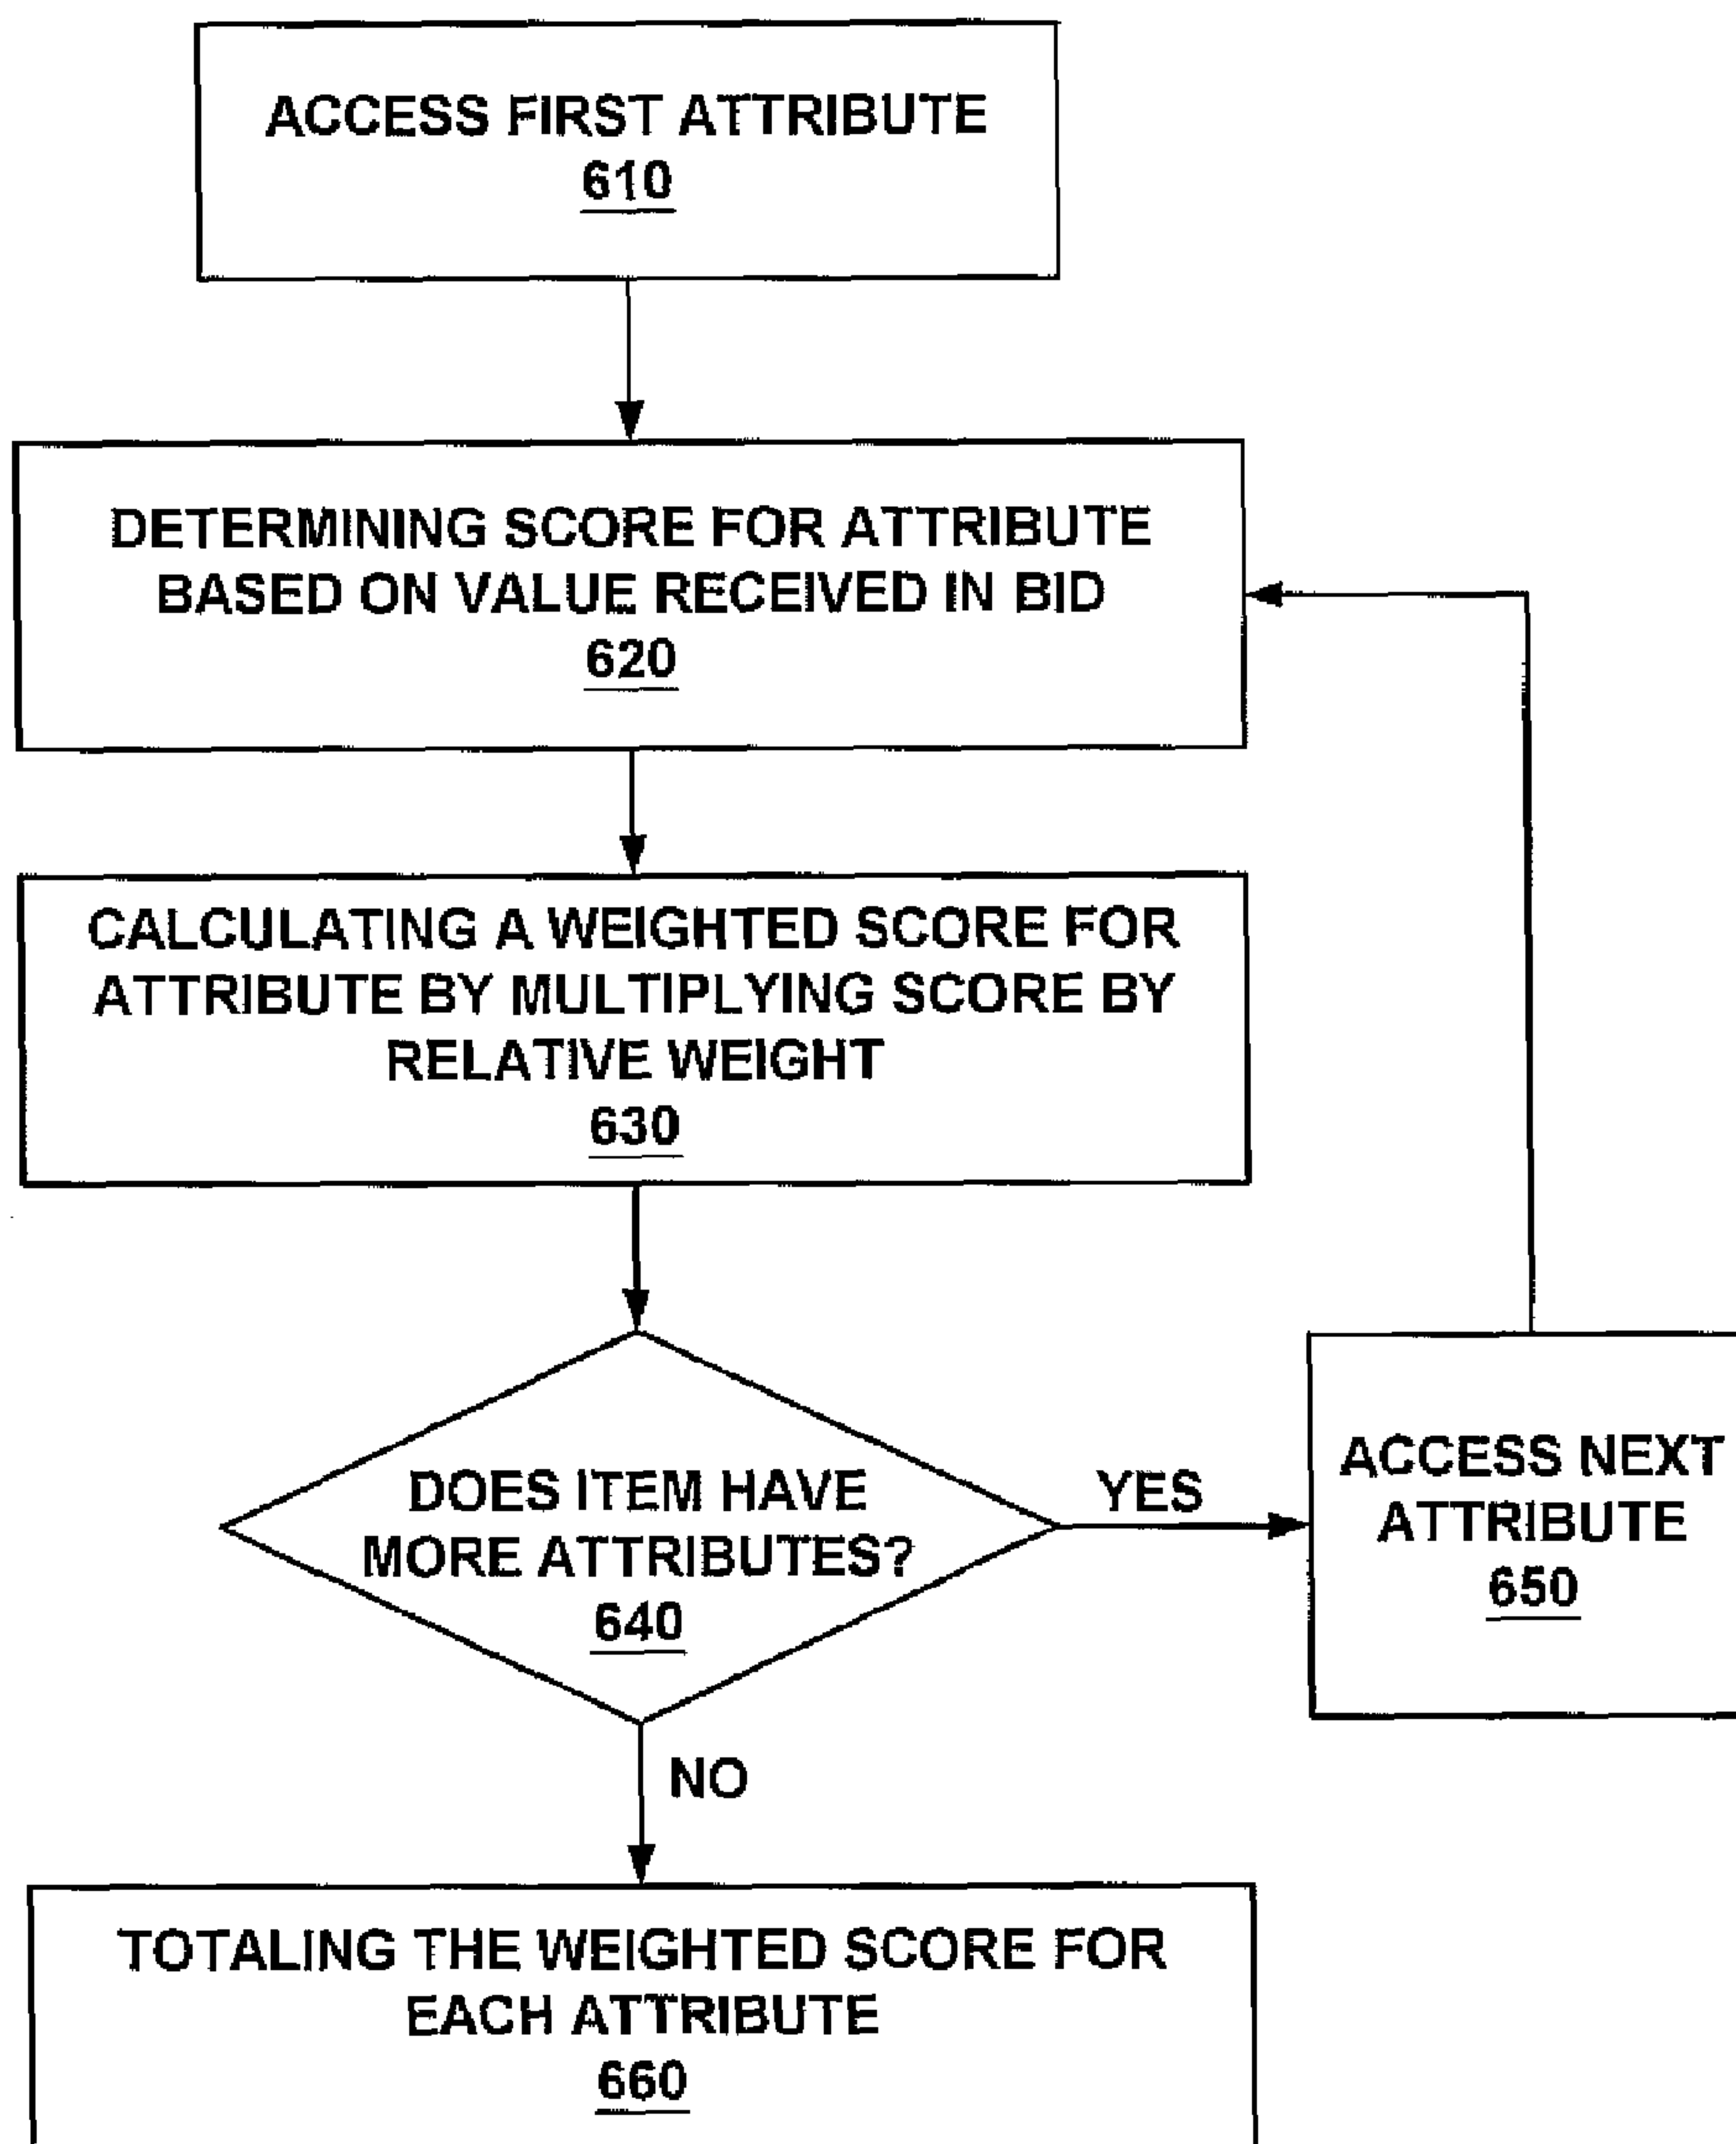 ACCESS FIRST ATTRIBUTE
610
DETERMINING SCORE FOR ATTRIBUTE
BASED ON VALUE RECEIVED IN BID
620
CALCULATING A WEIGHTED SCORE FOR
ATTRIBUTE BY MULTIPLYING SCORE BY
RELATIVE WEIGHT
630
DOES ITEM HAVE
MORE ATTRIBUTES?
640
YES
ACCESS NEXT
ATTRIBUTE
650
NO
TOTALING THE WEIGHTED SCORE FOR
EACH ATTRIBUTE
660